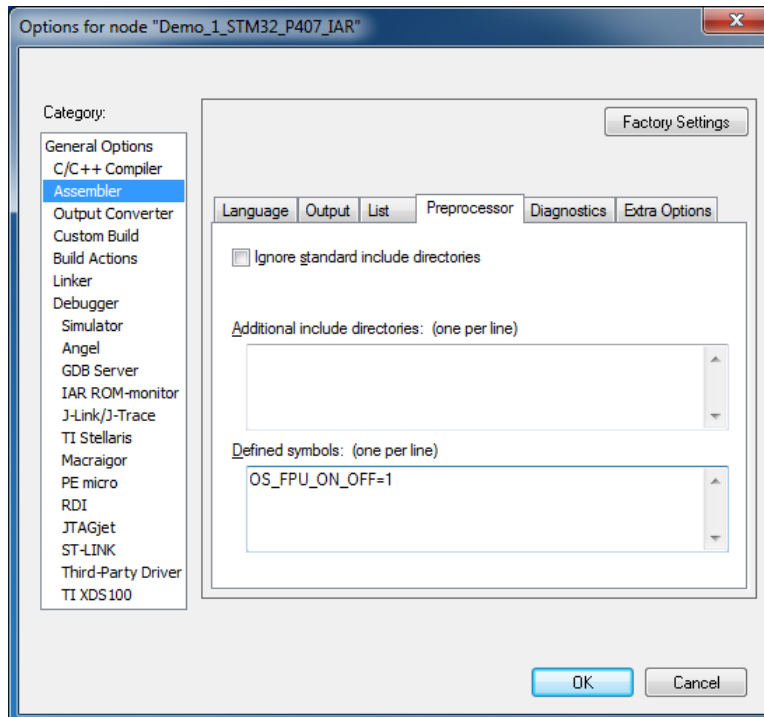 Options for node "Demo_1_STM32_P407_IAR"
x
Category:
General Options
C/C++ Compiler
Assembler
Output Converter
Custom Build
Build Actions
Linker
Debugger
Simulator
Angel
GDB Server
IAR ROM-monitor
J-Link/J-Trace
TI Stellaris
Macraigor
PE micro
RDI
JTAGjet
ST-LINK
Third-Party Driver
TI XDS100
Factory Settings
Language Output List Preprocessor Diagnostics Extra Options
Ignore standard include directories
Additional include directories: (one per line)
Defined symbols: (one per line)
OS_FPU_ON_OFF=1
OK Cancel